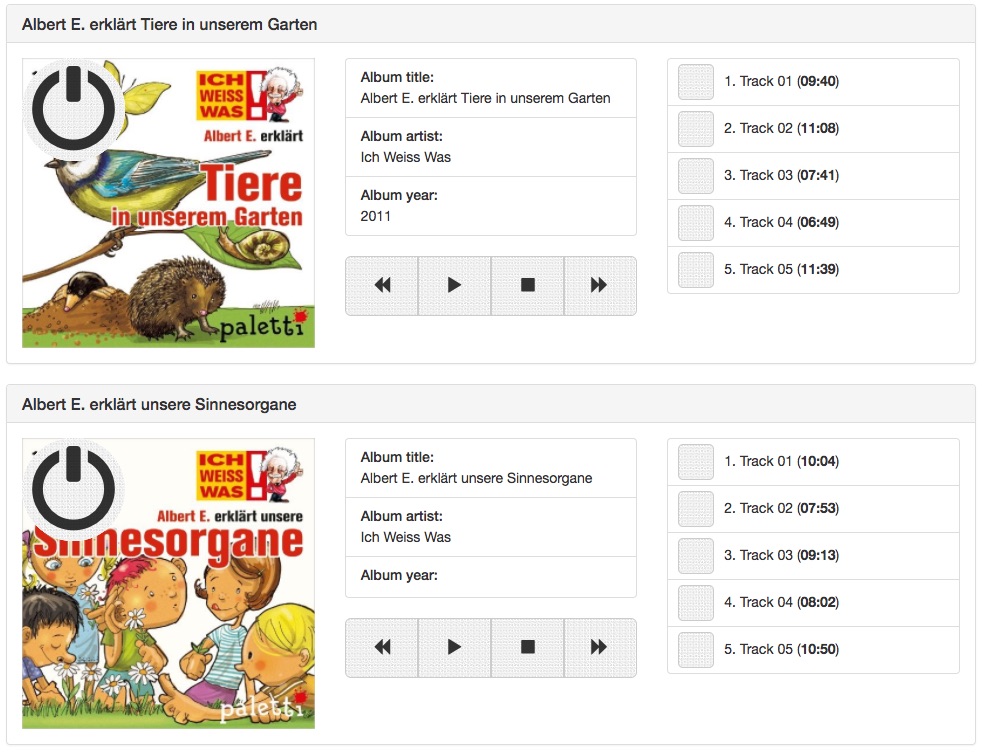 Albert E. erklärt Tiere in unserem Garten
ICH
WEISS
WAS!
Albert E. erklärt
Tiere
in unserem Garten
paletti
Album title:
Albert E. erklärt Tiere in unserem Garten
Album artist:
Ich Weiss Was
Album year:
2011
1. Track 01 (09:40)
2. Track 02 (11:08)
3. Track 03 (07:41)
4. Track 04 (06:49)
5. Track 05 (11:39)
Albert E. erklärt unsere Sinnesorgane
ICH
WEISS
WAS!
Albert E. erklärt unsere
Sinnesorgane
paletti
Album title:
Albert E. erklärt unsere Sinnesorgane
Album artist:
Ich Weiss Was
Album year:
1. Track 01 (10:04)
2. Track 02 (07:53)
3. Track 03 (09:13)
4. Track 04 (08:02)
5. Track 05 (10:50)